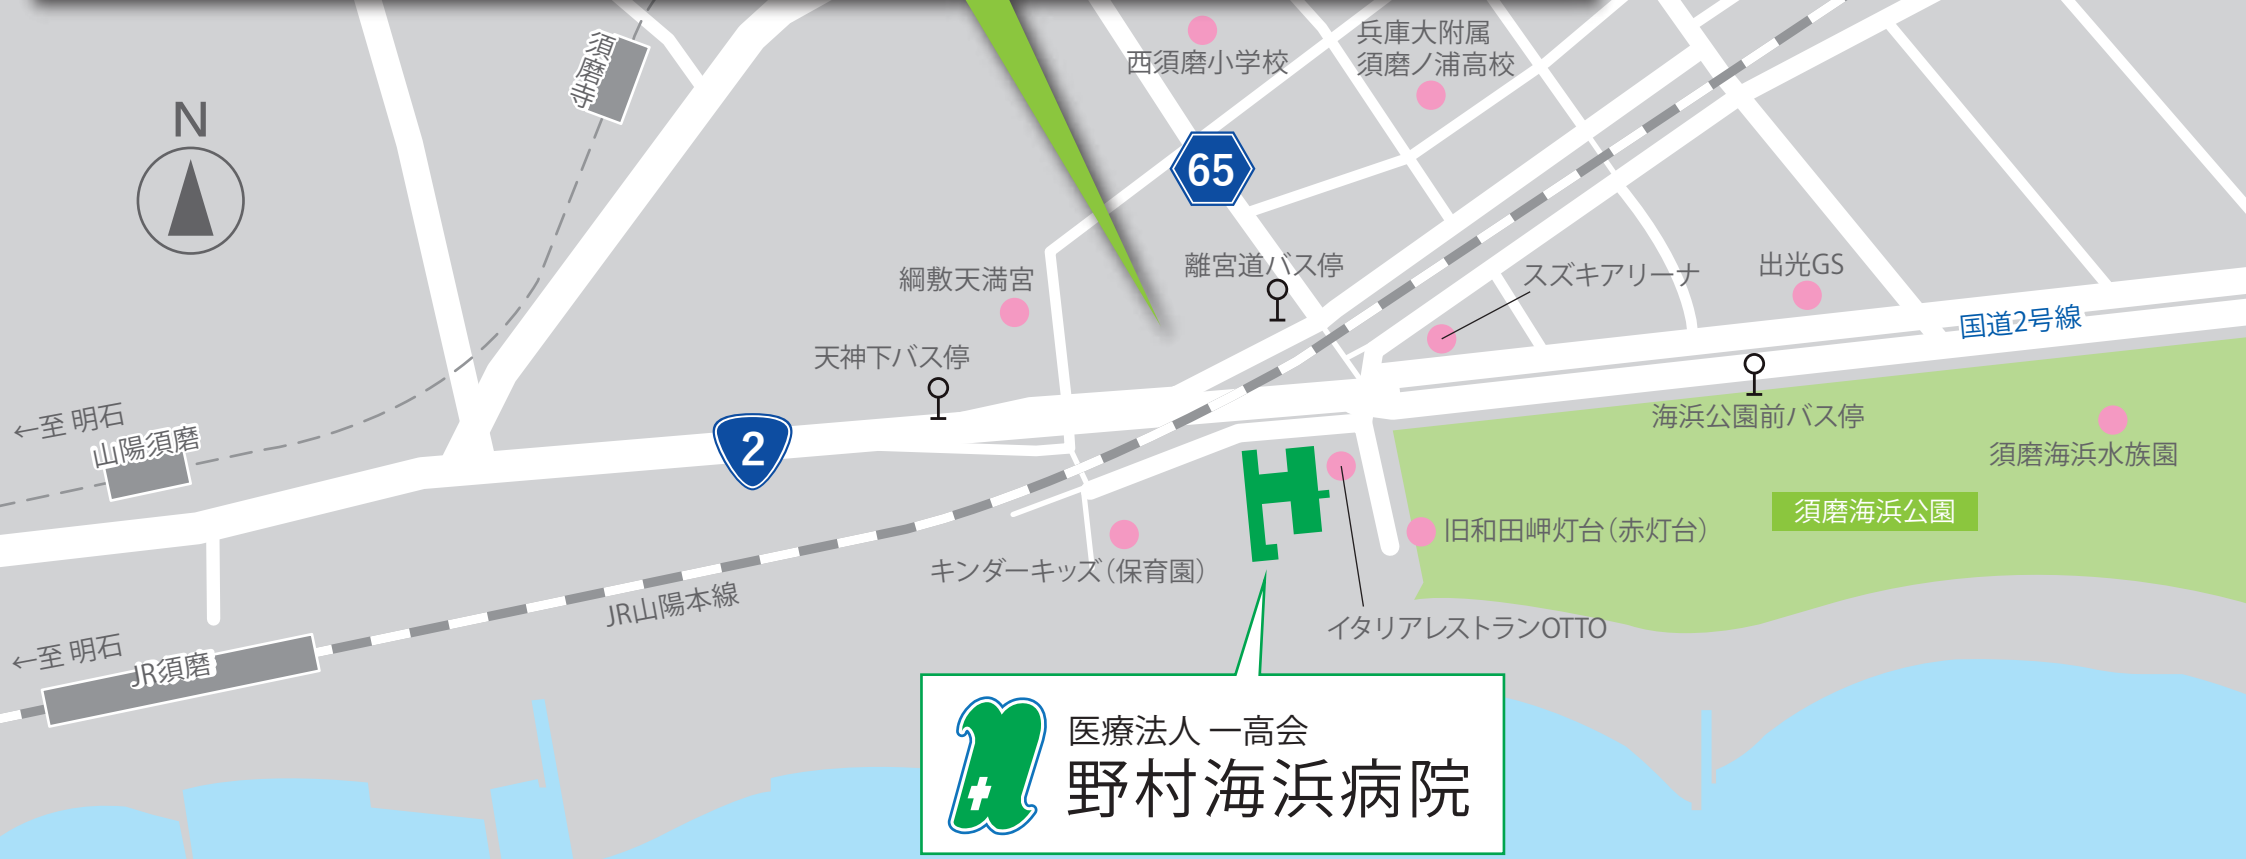 西須磨小学校
兵庫大附属
須磨ノ浦高校
須磨寺
N
65
離宮道バス停
スズキアリーナ
出光GS
綱敷天満宮
国道2号線
天神下バス停
海浜公園前バス停
←至 明石
山陽須磨
2
須磨海浜水族園
須磨海浜公園
旧和田岬灯台（赤灯台）
キンダーキッズ（保育園）
JR山陽本線
イタリアレストランOTTO
←至 明石
JR須磨
医療法人 一高会
野村海浜病院